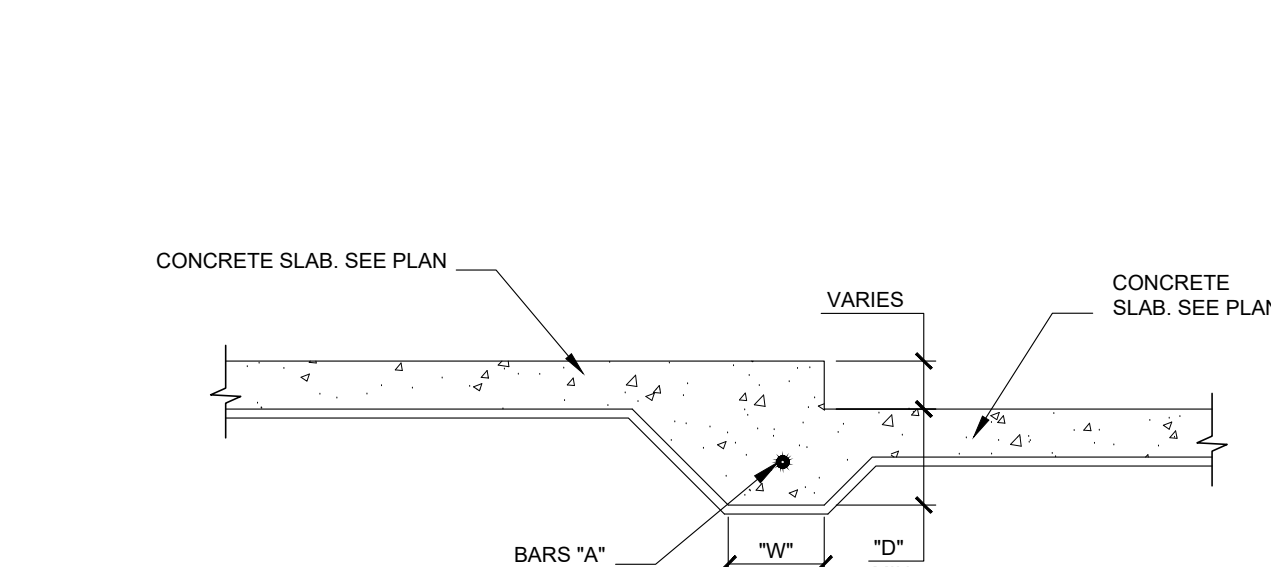 CONCRETE SLAB. SEE PLAN
VARIES
CONCRETE
SLAB. SEE PLAN
BARS "A"
"W"
"D"